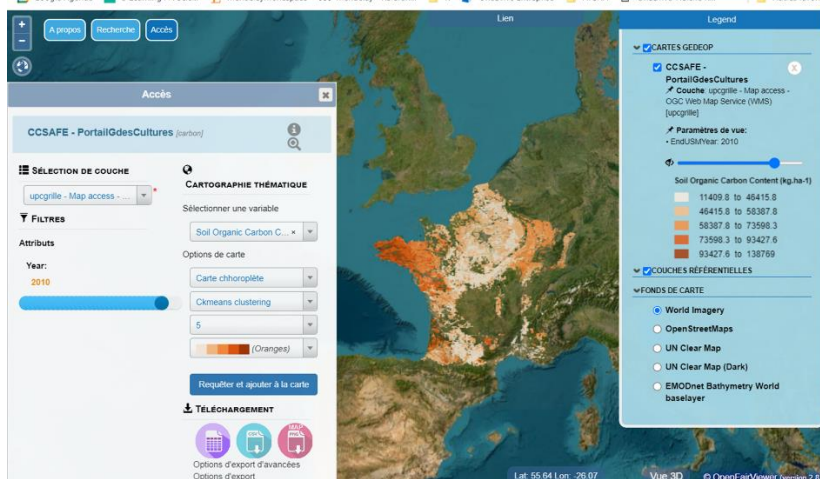 +
−
A propos
Recherche
Accès
Lien
Legend
Accès
CCSAFE - PortailGdesCultures [carbon]
SÉLECTION DE COUCHE
upcgrille - Map access - ...
*
FILTRES
Attributs
Year:
2010
CARTOGRAPHIE THÉMATIQUE
Sélectionner une variable
Soil Organic Carbon C... ×
Options de carte
Carte chhoroplète
Ckmeans clustering
5
(Oranges)
Requêter et ajouter à la carte
TÉLÉCHARGEMENT
MAP
Options d'export d'avancées
Options d'export
CARTES GEDEOP
CCSAFE -
PortailGdesCultures
Couche: upcgrille - Map access -
OGC Web Map Service (WMS)
[upcgrille]
Paramètres de vue:
• EndUSMYear: 2010
Soil Organic Carbon Content (kg.ha-1)
11409.8 to 46415.8
46415.8 to 58387.8
58387.8 to 73598.3
73598.3 to 93427.6
93427.6 to 138769
COUCHES RÉFÉRENTIELLES
FONDS DE CARTE
World Imagery
OpenStreetMaps
UN Clear Map
UN Clear Map (Dark)
EMODnet Bathymetry World
baselayer
Lat: 55.64 Lon: -26.07
Vue 3D
© OpenFairViewer